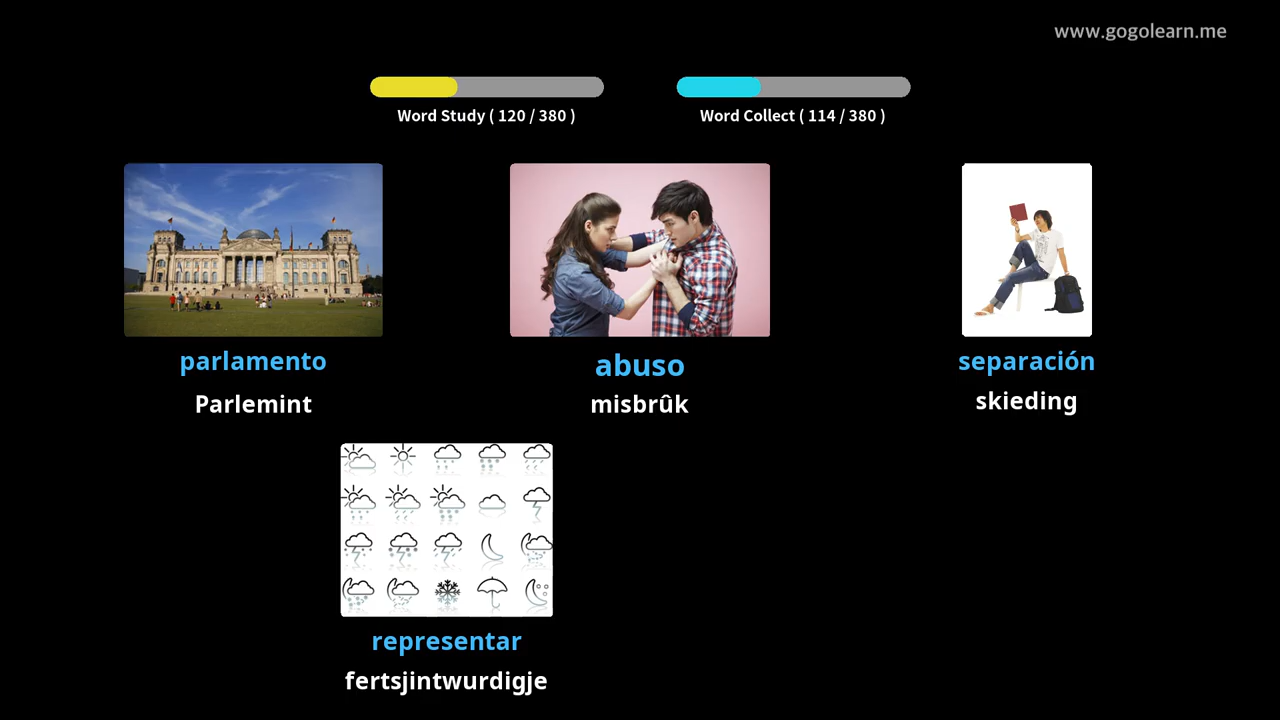 www.gogolearn.me
Word Study ( 120 / 380 )
Word Collect ( 114 / 380 )
parlamento
Parlemint
abuso
misbrûk
separación
skieding
representar
fertsjintwurdigje